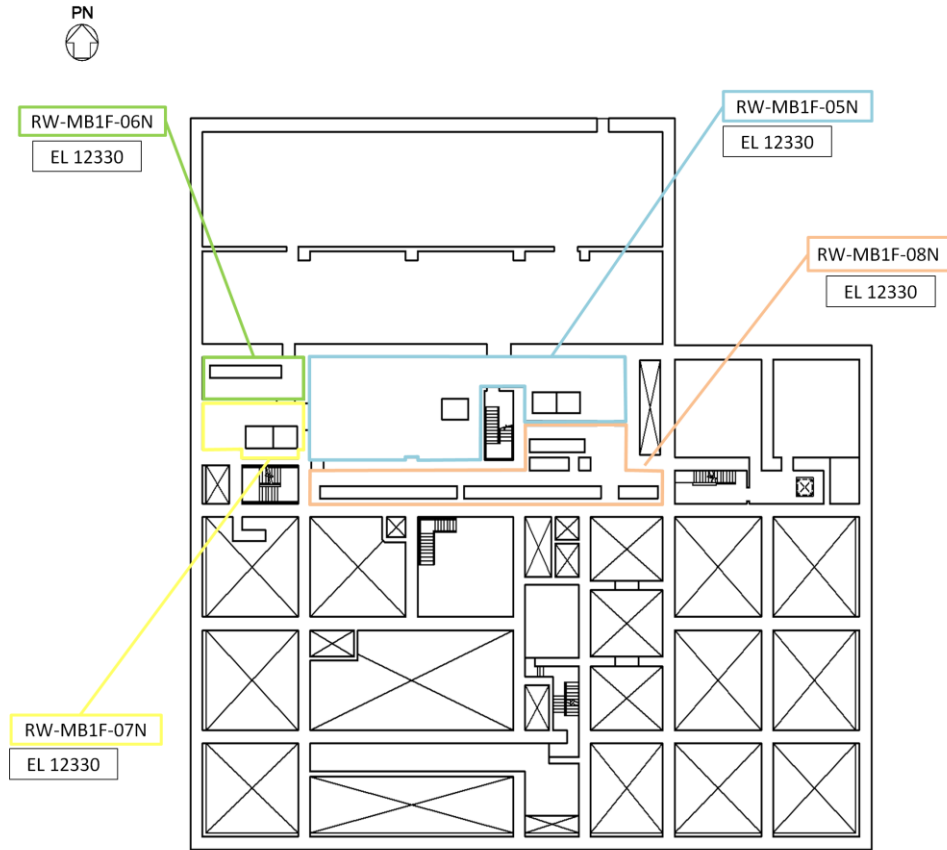 PN
RW-MB1F-06N
EL 12330
RW-MB1F-05N
EL 12330
RW-MB1F-08N
EL 12330
RW-MB1F-07N
EL 12330